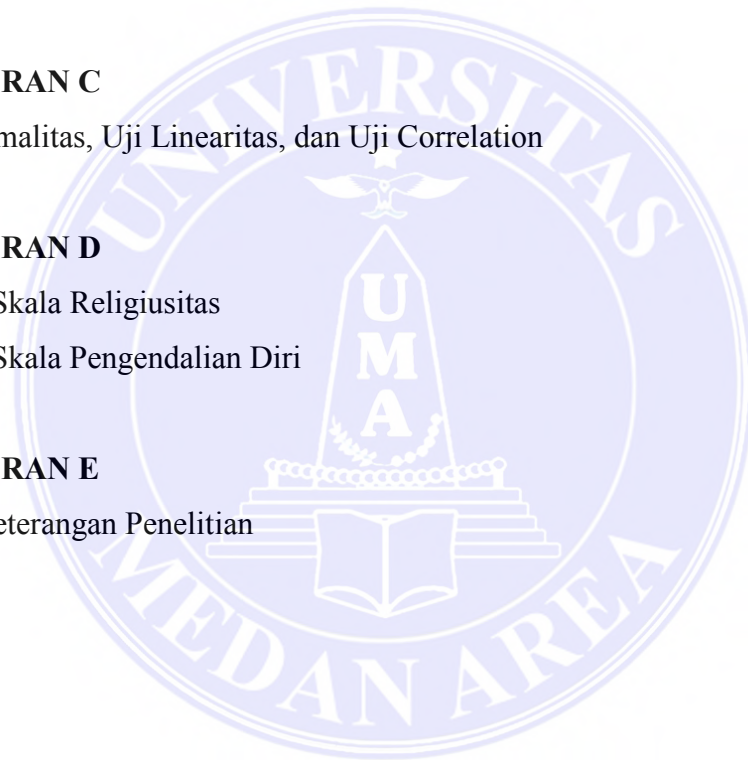 RAN C
malitas, Uji Linearitas, dan Uji Correlation
RAN D
Skala Religiusitas
Skala Pengendalian Diri
RAN E
eterangan Penelitian
UNIVERSITAS
UMA
MEDAN AREA